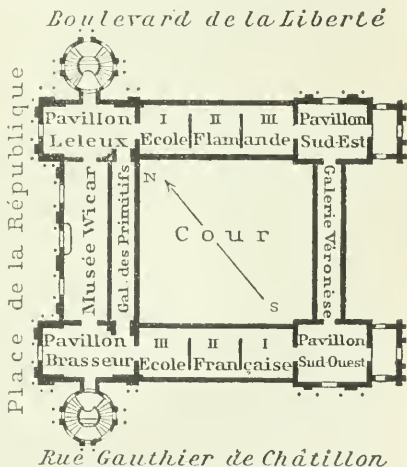 Boulevard de la Liberté
Place de la République
Pavillon
Leleux
I II III
Ecole Flamande
Pavillon
Sud-Est
Musée Wicar
Gal. des Primitifs
N
Cour
S
Galerie Véronèse
Pavillon
Brasseur
III II I
Ecole Française
Pavillon
Sud-Ouest
Rue Gauthier de Châtillon